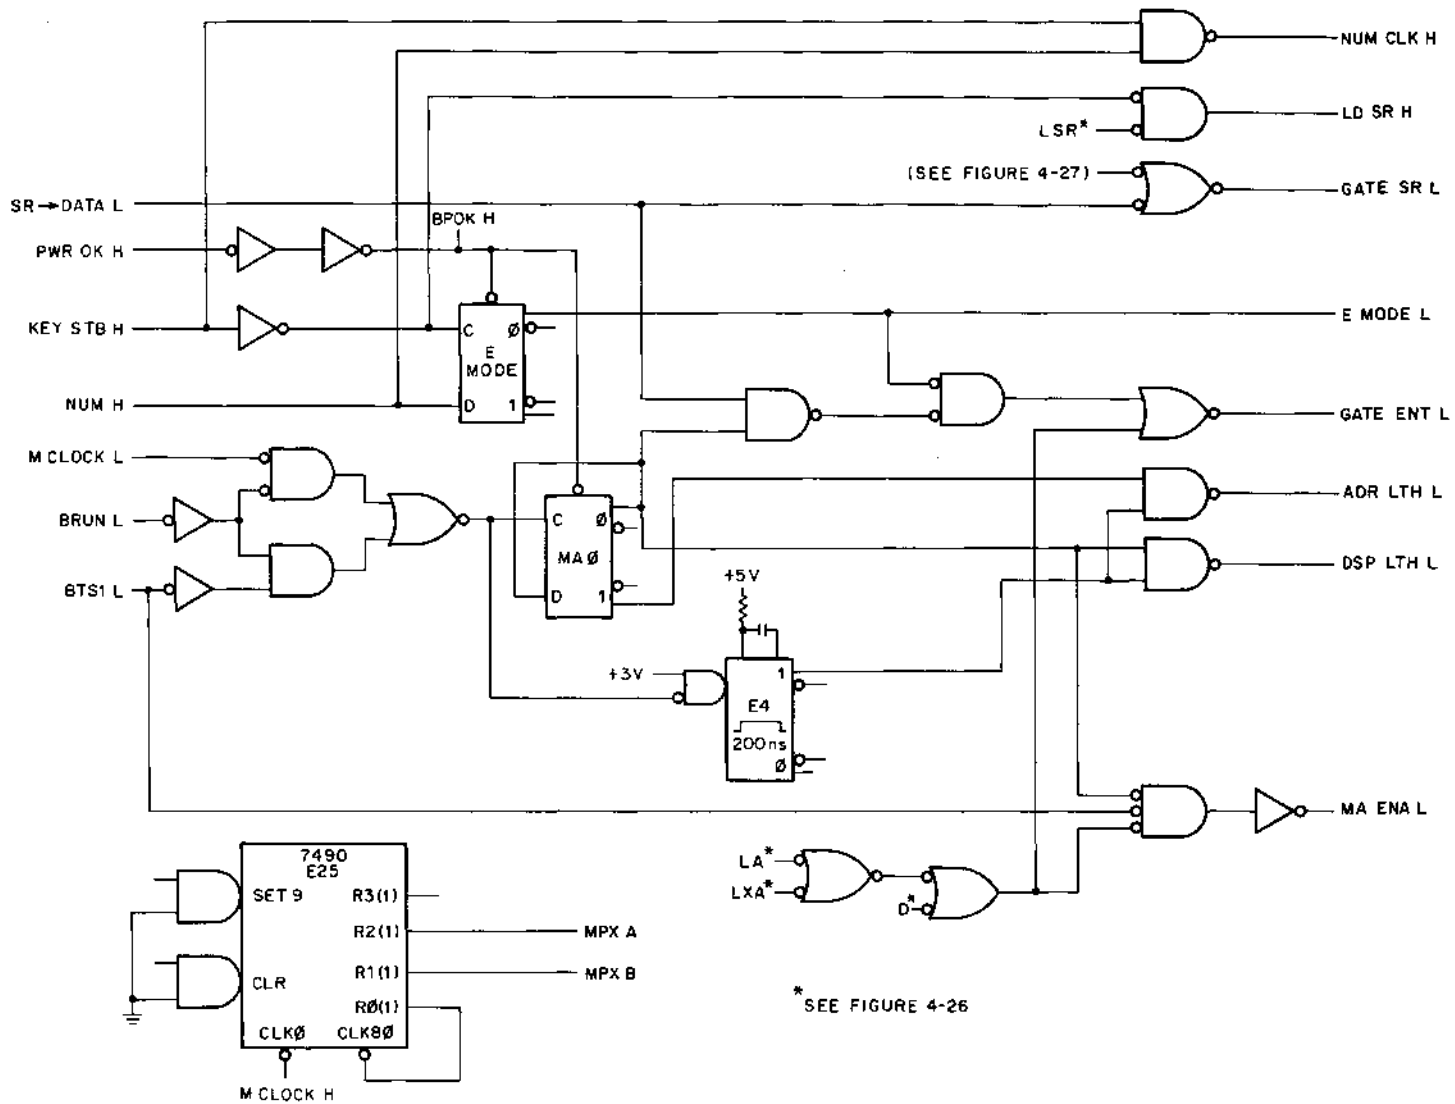 NUM CLK H
LD SR H
LSR*
(SEE FIGURE 4-27)
GATE SR L
SR→DATA L
BPOK H
PWR OK H
KEY STB H
C
Ø
E
MODE
D
1
E MODE L
NUM H
GATE ENT L
M CLOCK L
BRUN L
BTS1 L
C
Ø
MA Ø
D
1
ADR LTH L
DSP LTH L
+5V
+3V
1
E4
200ns
Ø
MA ENA L
LA*
LXA*
D*
7490
E25
SET 9
R3(1)
R2(1)
MPX A
CLR
R1(1)
MPX B
RØ(1)
CLKØ
CLK8Ø
M CLOCK H
*SEE FIGURE 4-26